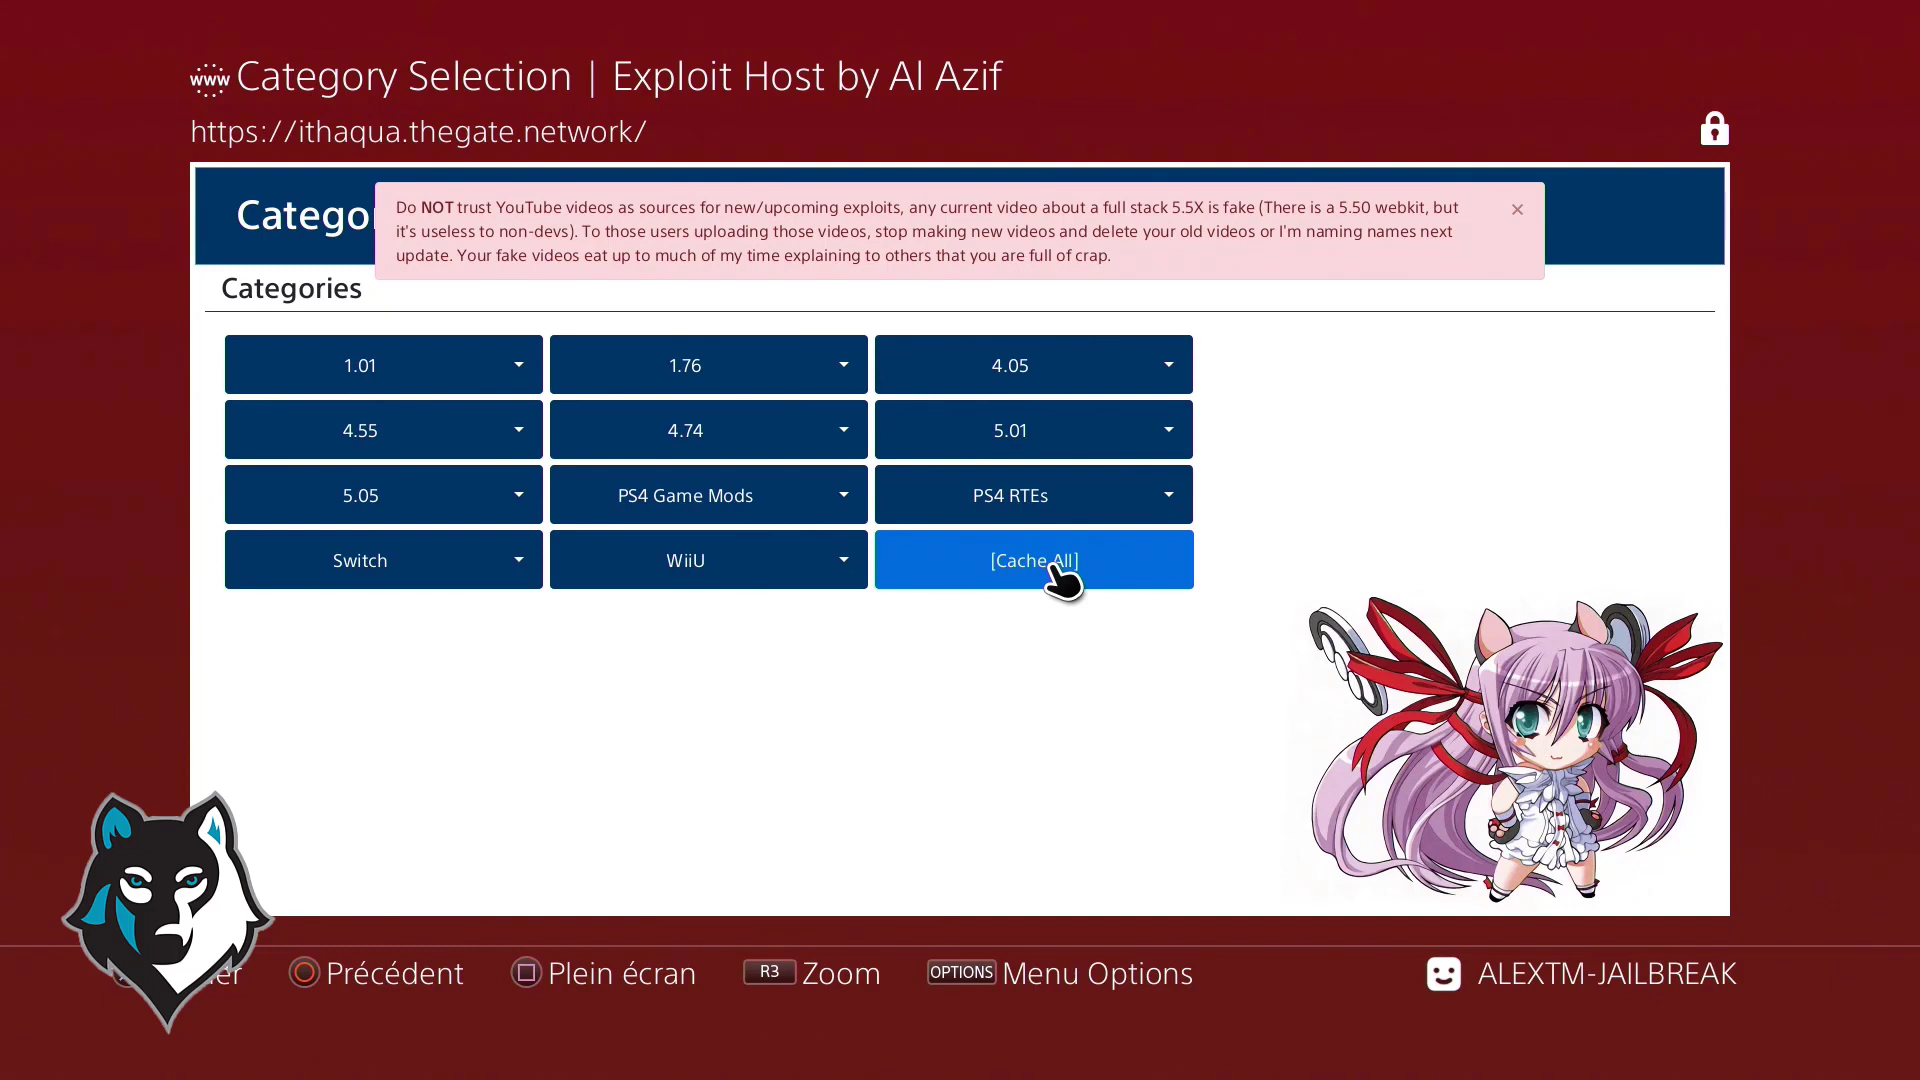 www Category Selection | Exploit Host by Al Azif
https://ithaqua.thegate.network/
Do NOT trust YouTube videos as sources for new/upcoming exploits, any current video about a full stack 5.5X is fake (There is a 5.50 webkit, but
it's useless to non-devs). To those users uploading those videos, stop making new videos and delete your old videos or I'm naming names next
update. Your fake videos eat up to much of my time explaining to others that you are full of crap.
Categories
1.01 1.76 4.05
4.55 4.74 5.01
5.05 PS4 Game Mods PS4 RTEs
Switch WiiU [Cache All]
Précédent Plein écran R3 Zoom OPTIONS Menu Options ALEXTM-JAILBREAK